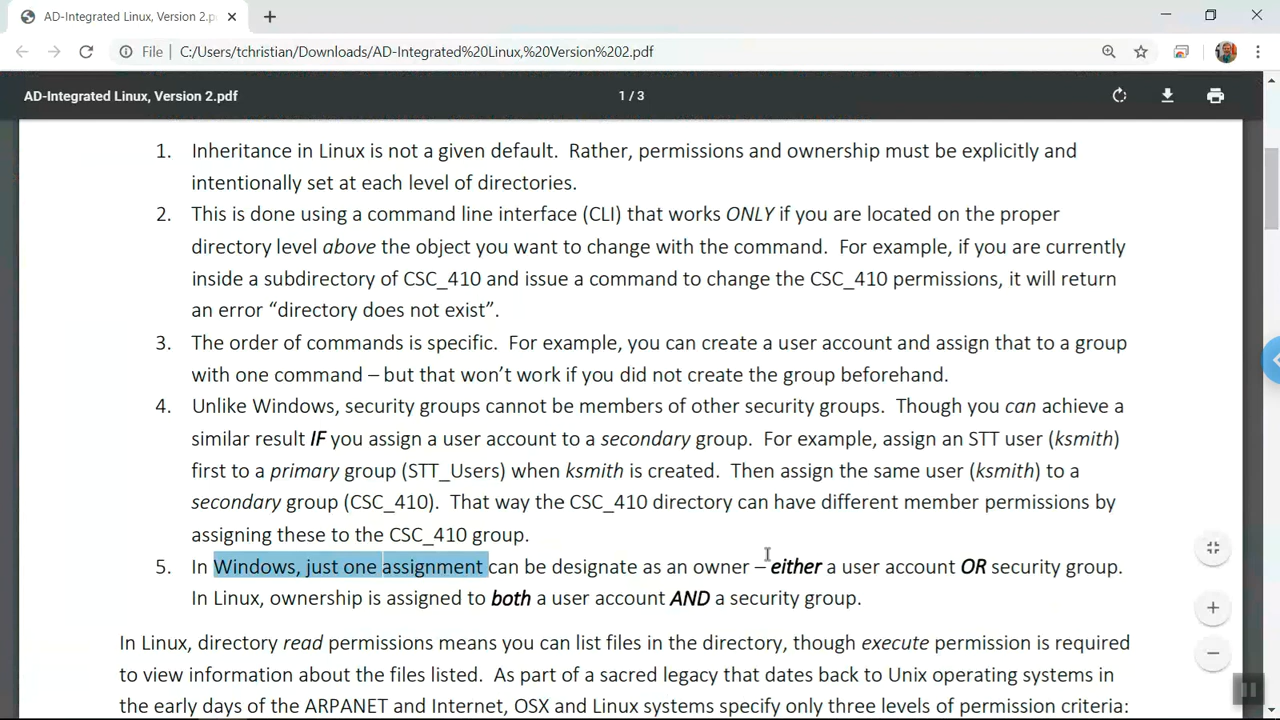 AD-Integrated Linux, Version 2.p
File | C:/Users/tchristian/Downloads/AD-Integrated%20Linux,%20Version%202.pdf
AD-Integrated Linux, Version 2.pdf
1 / 3
1. Inheritance in Linux is not a given default. Rather, permissions and ownership must be explicitly and
intentionally set at each level of directories.
2. This is done using a command line interface (CLI) that works ONLY if you are located on the proper
directory level above the object you want to change with the command. For example, if you are currently
inside a subdirectory of CSC_410 and issue a command to change the CSC_410 permissions, it will return
an error “directory does not exist”.
3. The order of commands is specific. For example, you can create a user account and assign that to a group
with one command – but that won’t work if you did not create the group beforehand.
4. Unlike Windows, security groups cannot be members of other security groups. Though you can achieve a
similar result IF you assign a user account to a secondary group. For example, assign an STT user (ksmith)
first to a primary group (STT_Users) when ksmith is created. Then assign the same user (ksmith) to a
secondary group (CSC_410). That way the CSC_410 directory can have different member permissions by
assigning these to the CSC_410 group.
5. In Windows, just one assignment can be designate as an owner – either a user account OR security group.
In Linux, ownership is assigned to both a user account AND a security group.
In Linux, directory read permissions means you can list files in the directory, though execute permission is required
to view information about the files listed. As part of a sacred legacy that dates back to Unix operating systems in
the early days of the ARPANET and Internet, OSX and Linux systems specify only three levels of permission criteria: